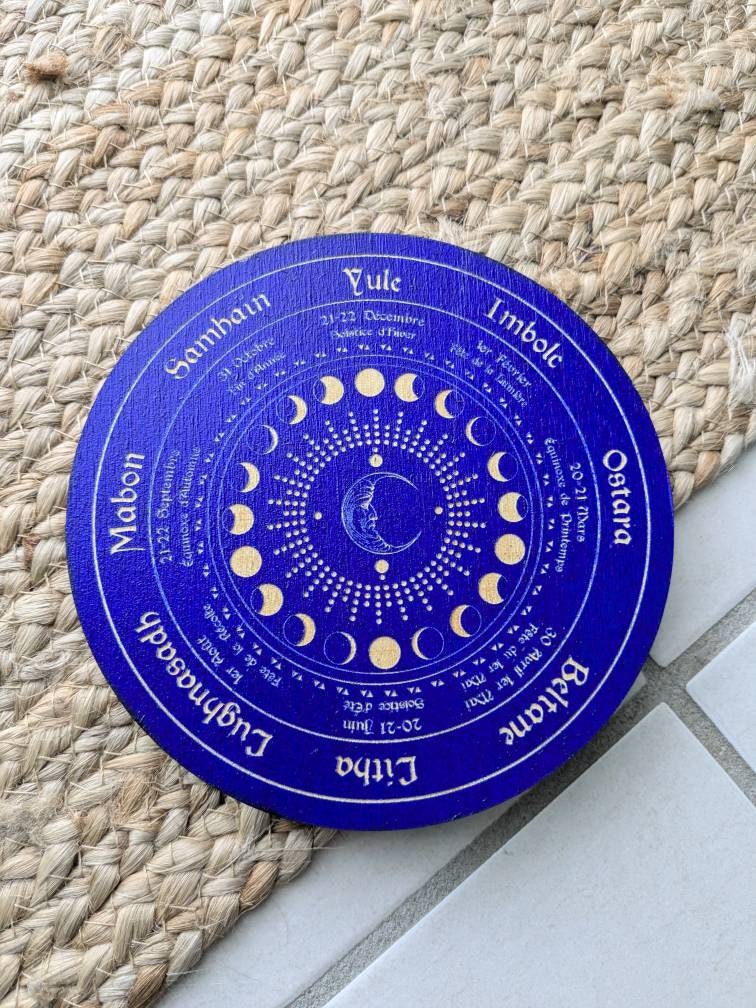 Yule
21-22 Décembre
Solstice d'Hiver
Imbolc
1er Février
Fête de la Lumière
Ostara
20-21 Mars
Équinoxe de Printemps
Beltane
30 Avril 1er Mai
Fête du 1er Mai
Litha
20-21 Juin
Solstice d'Été
Lughnasadh
1er Août
Fête de la Récolte
Mabon
21-22 Septembre
Équinoxe d'Automne
Samhain
31 Octobre